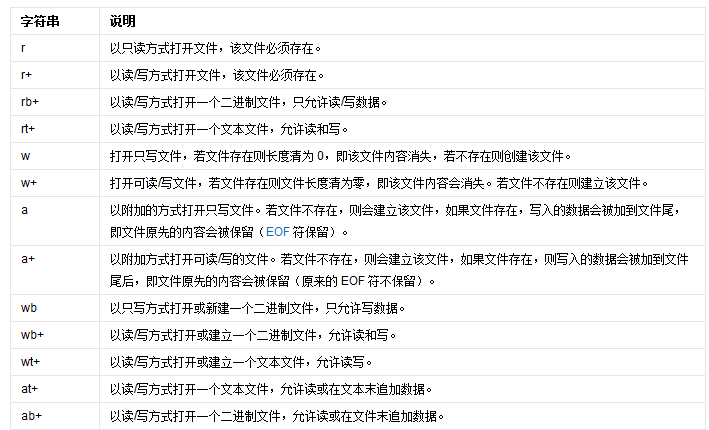 字符串 说明
r 以只读方式打开文件，该文件必须存在。
r+ 以读/写方式打开文件，该文件必须存在。
rb+ 以读/写方式打开一个二进制文件，只允许读/写数据。
rt+ 以读/写方式打开一个文本文件，允许读和写。
w 打开只写文件，若文件存在则长度清为 0，即该文件内容消失，若不存在则创建该文件。
w+ 打开可读/写文件，若文件存在则文件长度清为零，即该文件内容会消失。若文件不存在则建立该文件。
a 以附加的方式打开只写文件。若文件不存在，则会建立该文件，如果文件存在，写入的数据会被加到文件尾，
即文件原先的内容会被保留（EOF 符保留）。
a+ 以附加方式打开可读/写的文件。若文件不存在，则会建立该文件，如果文件存在，则写入的数据会被加到文件
尾后，即文件原先的内容会被保留（原来的 EOF 符不保留）。
wb 以只写方式打开或新建一个二进制文件，只允许写数据。
wb+ 以读/写方式打开或建立一个二进制文件，允许读和写。
wt+ 以读/写方式打开或建立一个文本文件，允许读写。
at+ 以读/写方式打开一个文本文件，允许读或在文本末追加数据。
ab+ 以读/写方式打开一个二进制文件，允许读或在文件末追加数据。